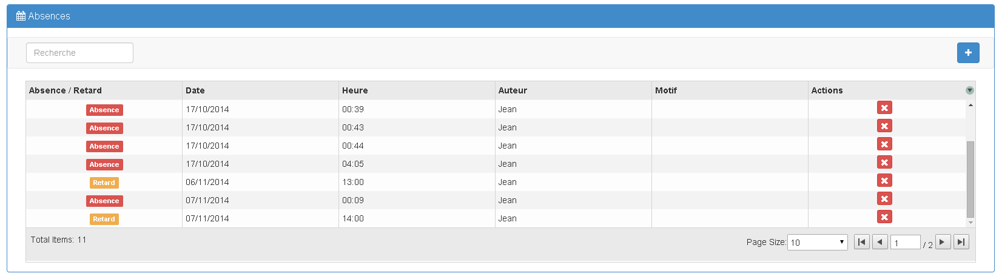 Absences
Recherche
Absence / Retard Date Heure Auteur Motif Actions
Absence 17/10/2014 00:39 Jean
Absence 17/10/2014 00:43 Jean
Absence 17/10/2014 00:44 Jean
Absence 17/10/2014 04:05 Jean
Retard 06/11/2014 13:00 Jean
Absence 07/11/2014 00:09 Jean
Retard 07/11/2014 14:00 Jean
Total Items: 11 Page Size: 10 1 / 2